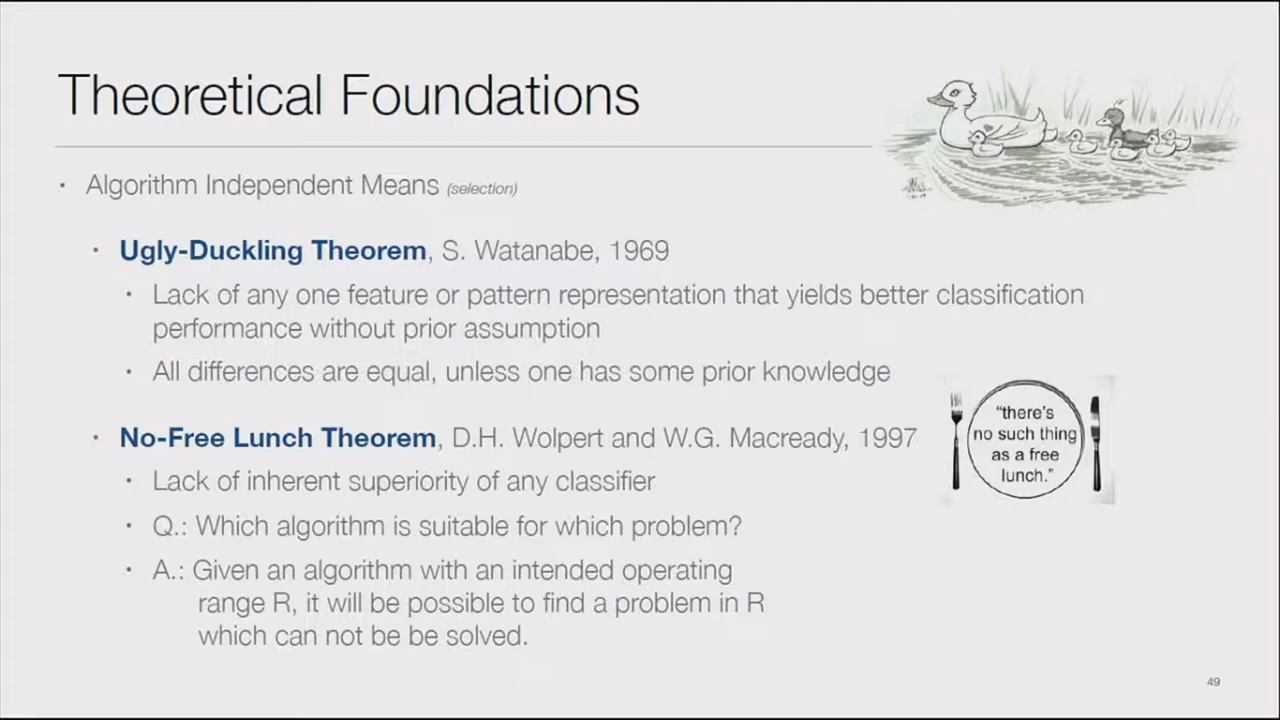 Theoretical Foundations
• Algorithm Independent Means (selection)
• Ugly-Duckling Theorem, S. Watanabe, 1969
• Lack of any one feature or pattern representation that yields better classification
performance without prior assumption
• All differences are equal, unless one has some prior knowledge
• No-Free Lunch Theorem, D.H. Wolpert and W.G. Macready, 1997
• Lack of inherent superiority of any classifier
• Q.: Which algorithm is suitable for which problem?
• A.: Given an algorithm with an intended operating
range R, it will be possible to find a problem in R
which can not be be solved.
“there's
no such thing
as a free
lunch.”
49